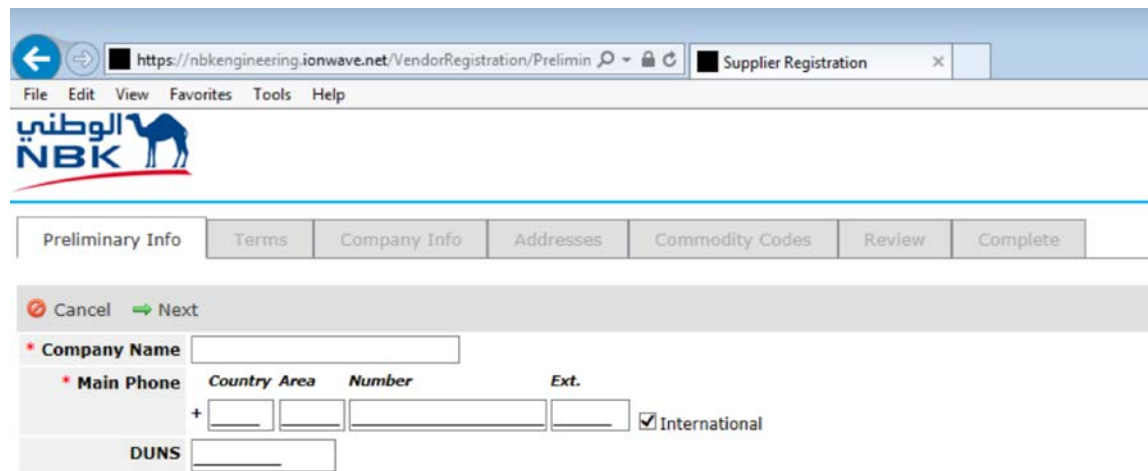 https://nbkengineering.ionwave.net/VendorRegistration/Prelimin
Supplier Registration
File Edit View Favorites Tools Help
الوطني
NBK
Preliminary Info Terms Company Info Addresses Commodity Codes Review Complete
Cancel Next
* Company Name
* Main Phone Country Area Number Ext.
+ International
DUNS